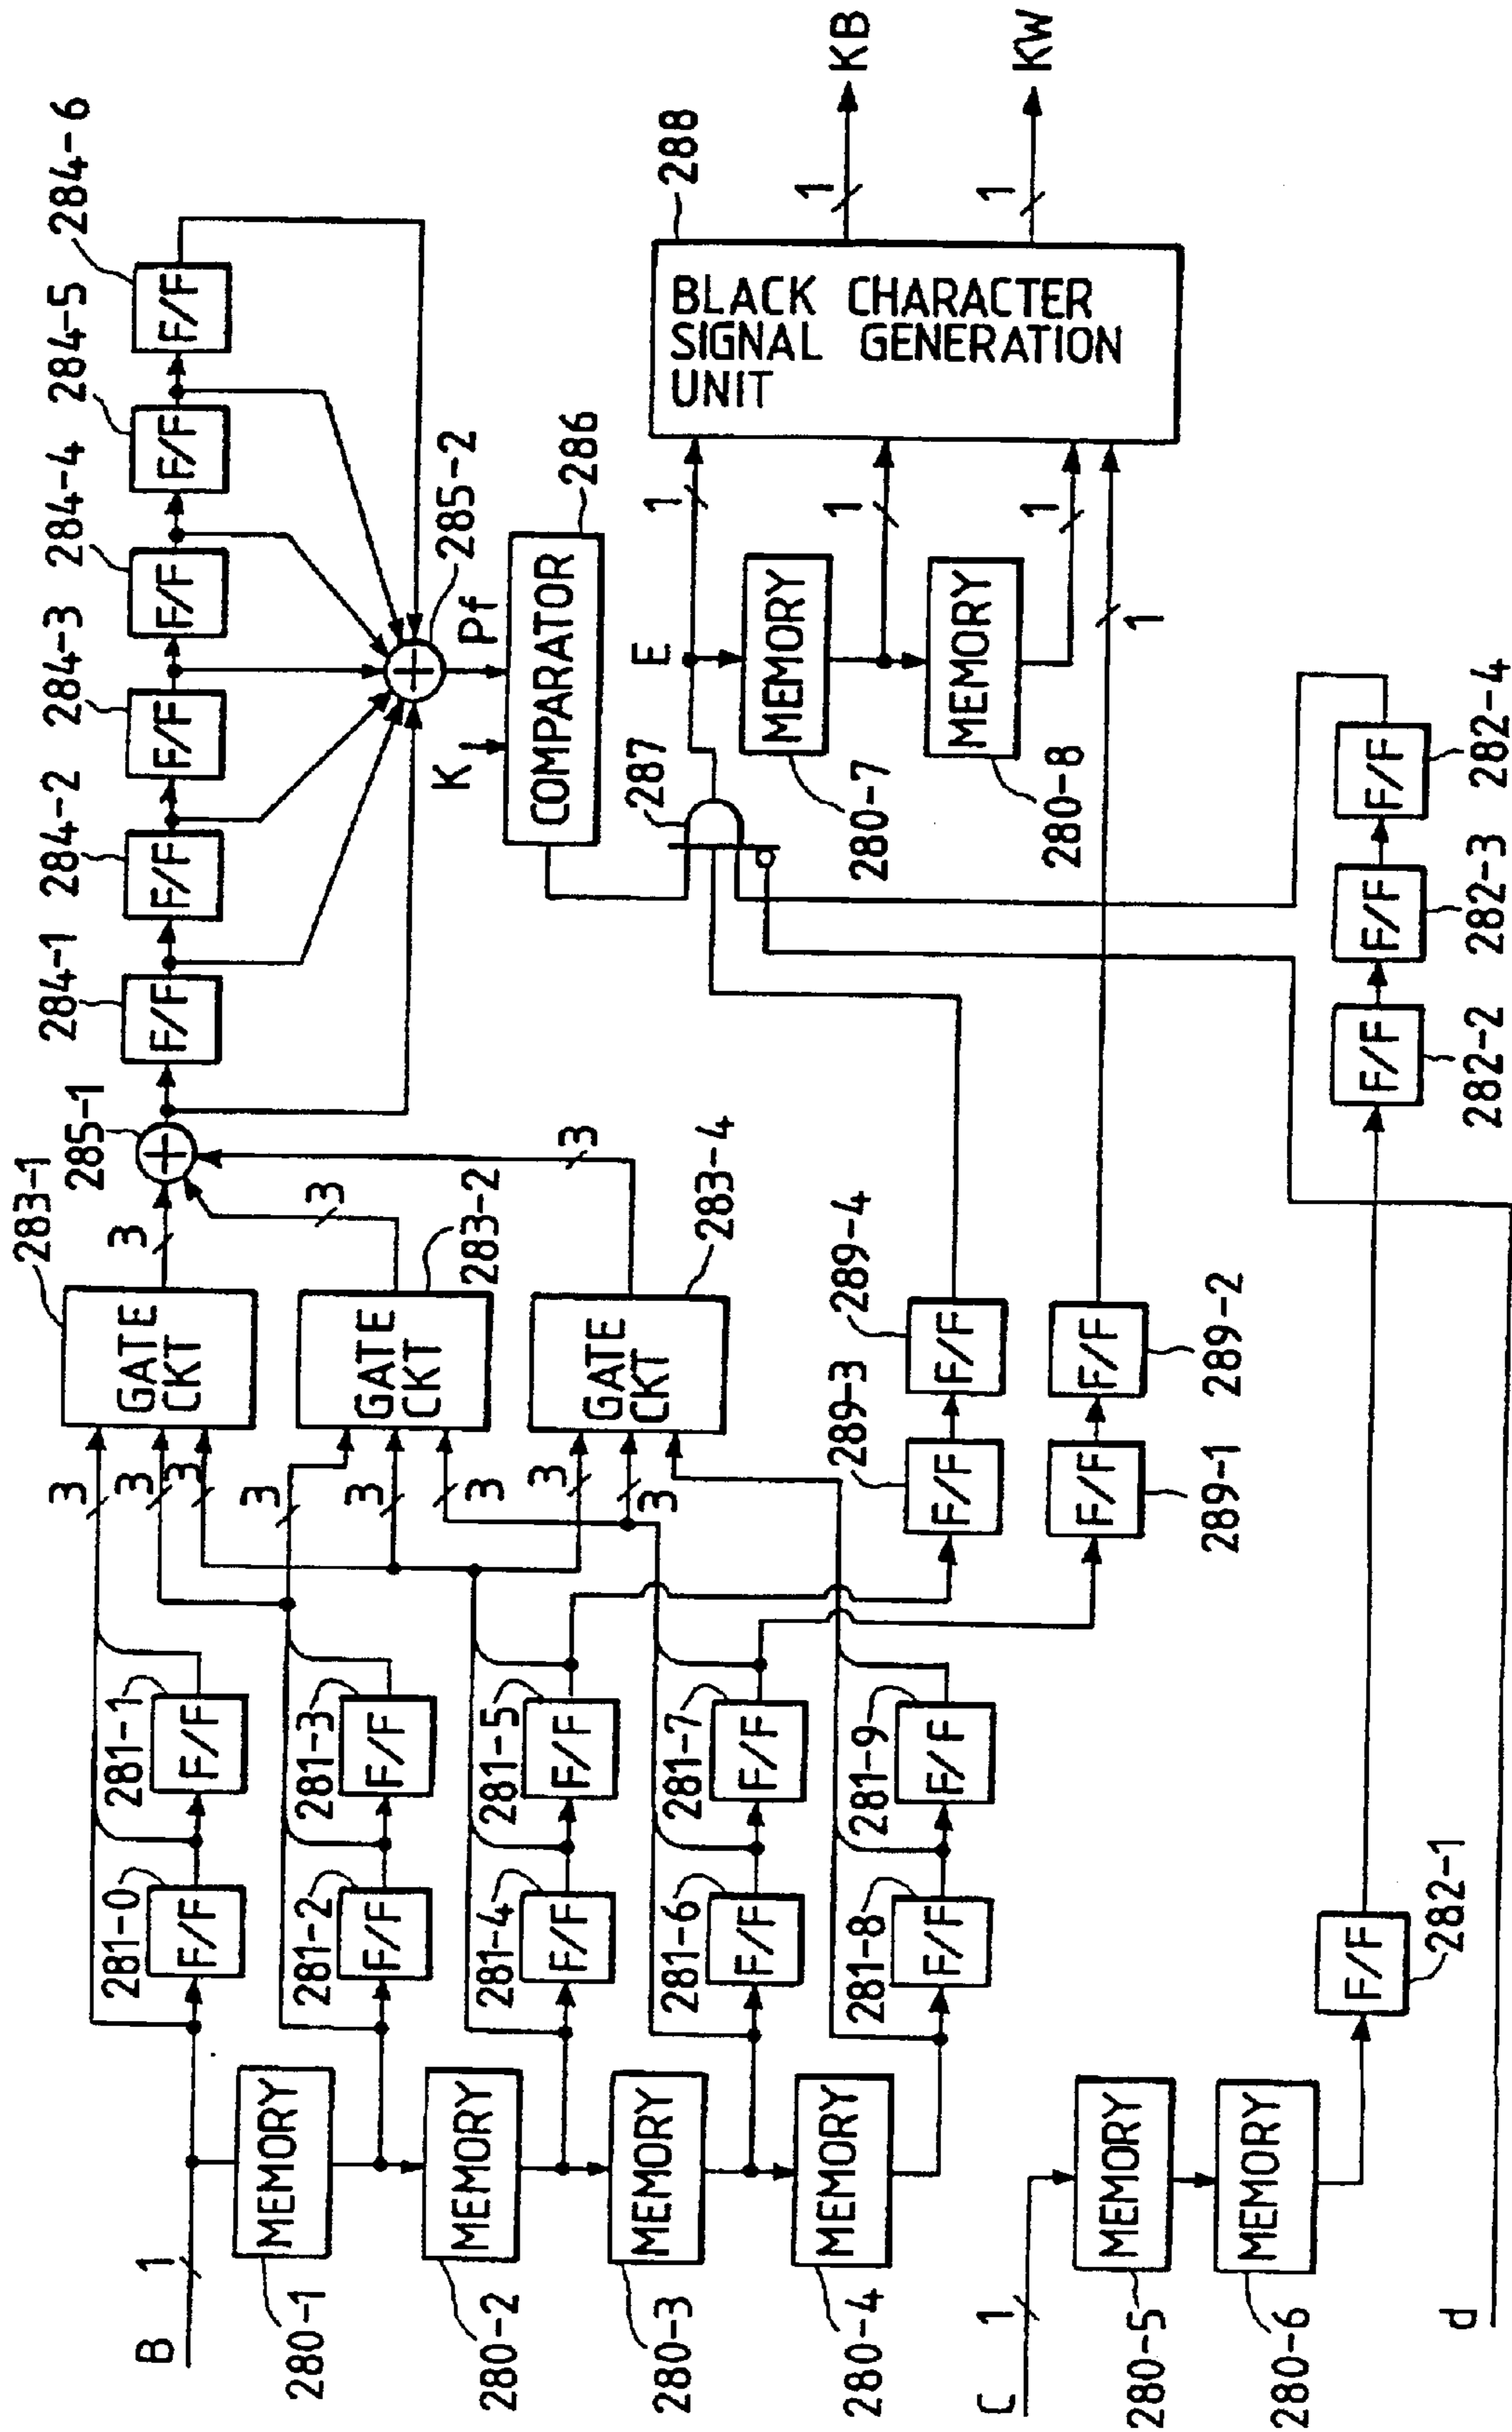 B
1
280-1
MEMORY
280-2
MEMORY
280-3
MEMORY
280-4
MEMORY
C
1
280-5
MEMORY
280-6
MEMORY
d
281-0
F/F
281-1
F/F
281-2
F/F
281-3
F/F
281-4
F/F
281-5
F/F
281-6
F/F
281-7
F/F
281-8
F/F
281-9
F/F
282-1
F/F
3
3
3
3
3
3
3
3
283-1
GATE
CKT
283-2
GATE
CKT
283-4
GATE
CKT
3
3
3
285-1
+
289-3
F/F
289-4
F/F
289-1
F/F
289-2
F/F
284-1
F/F
284-2
F/F
284-3
F/F
284-4
F/F
284-5
F/F
284-6
F/F
285-2
+
K
Pf
COMPARATOR
286
287
E
MEMORY
280-7
MEMORY
280-8
1
1
1
1
BLACK CHARACTER
SIGNAL GENERATION
UNIT
288
1
KB
1
KW
F/F
282-2
F/F
282-3
F/F
282-4